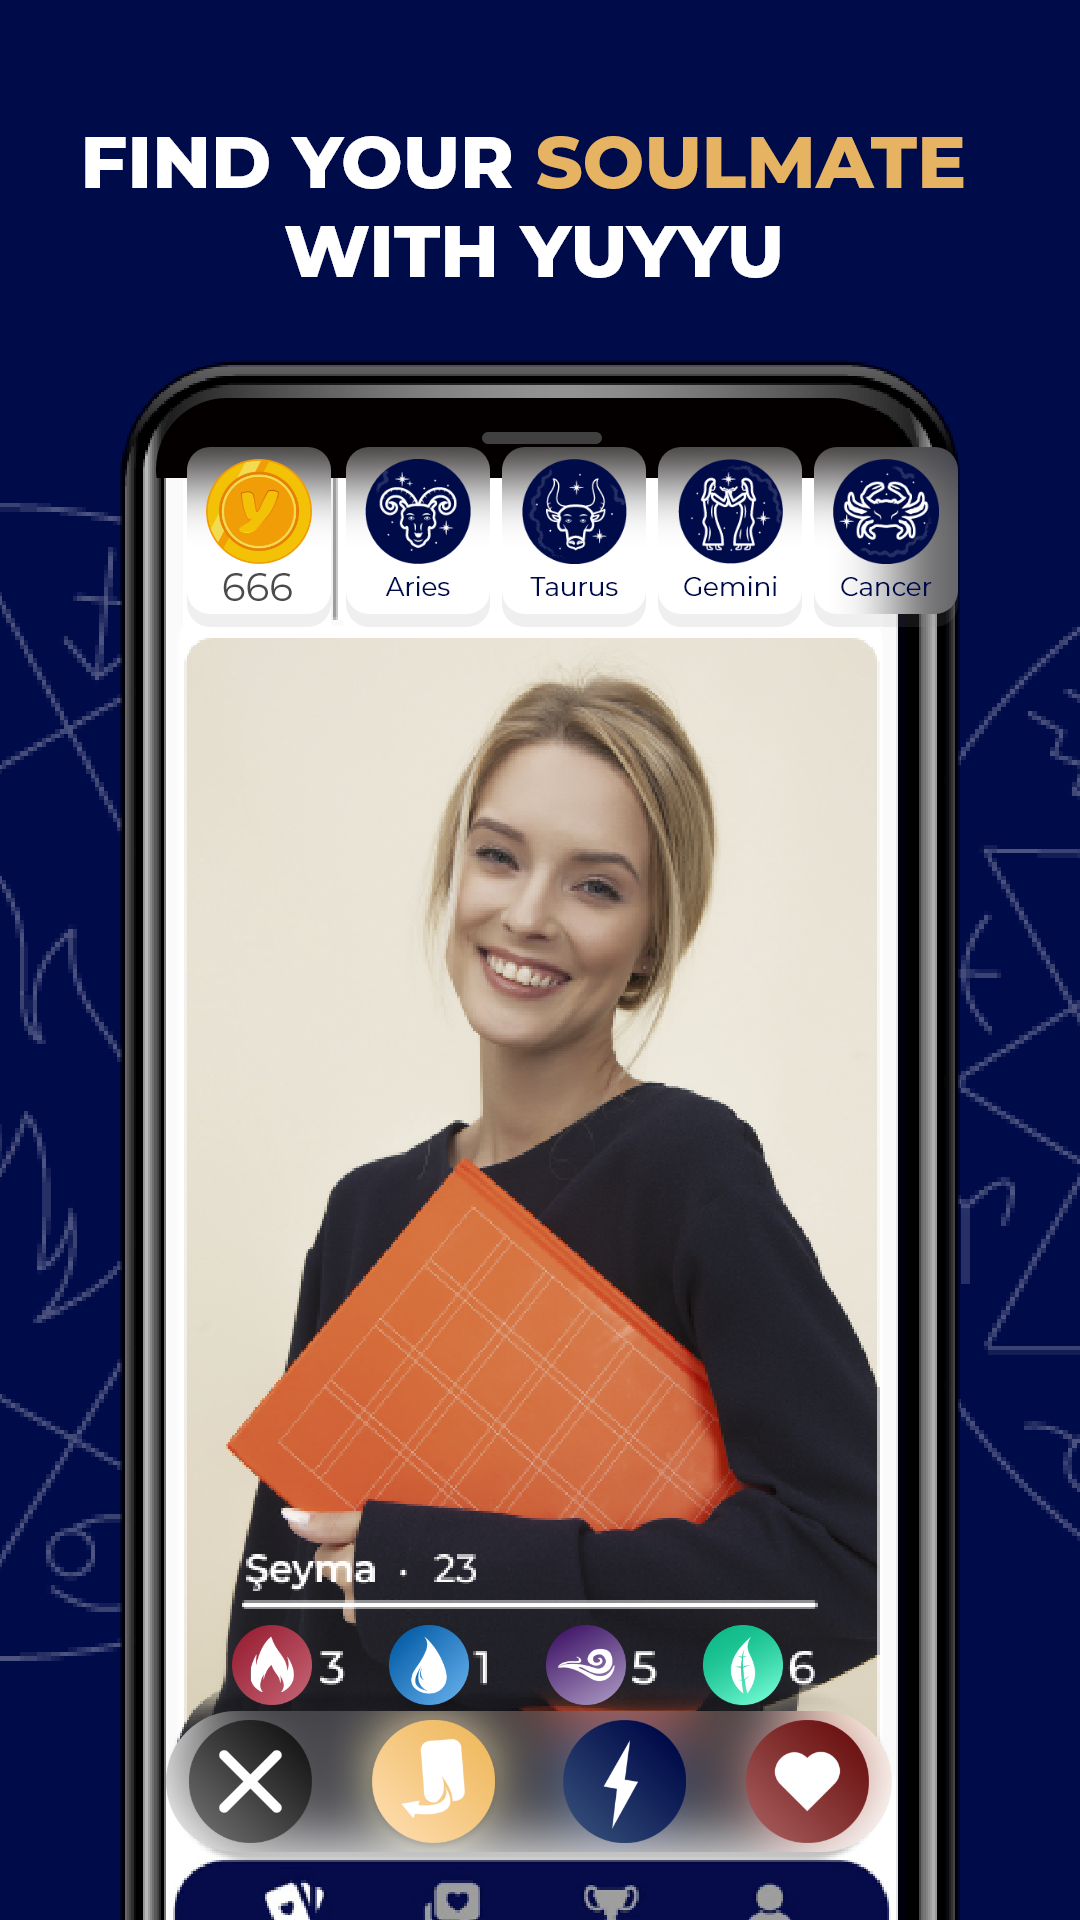 FIND YOUR SOULMATE
WITH YUYYU
y
666
Aries
Taurus
Gemini
Cancer
Şeyma · 23
3
1
5
6